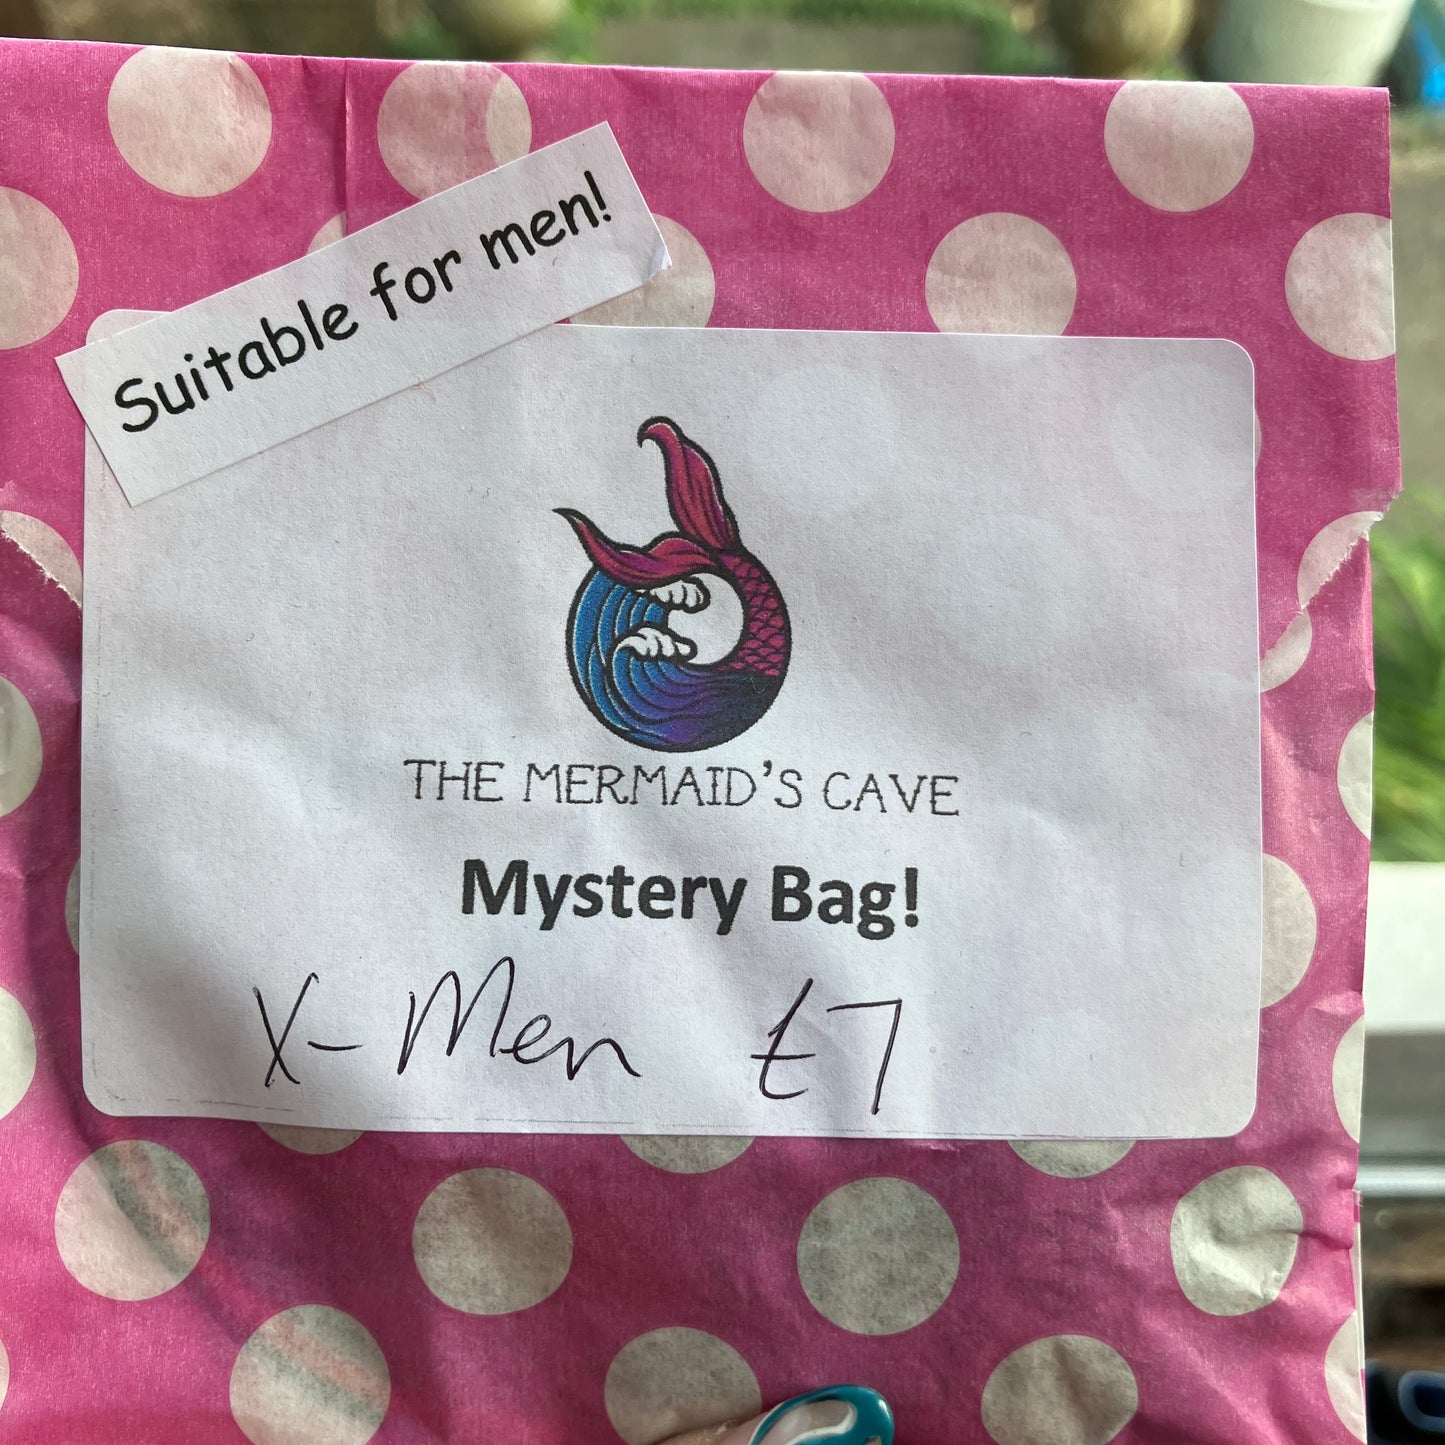 Suitable for men!
THE MERMAID'S CAVE
Mystery Bag!
X-Men £7